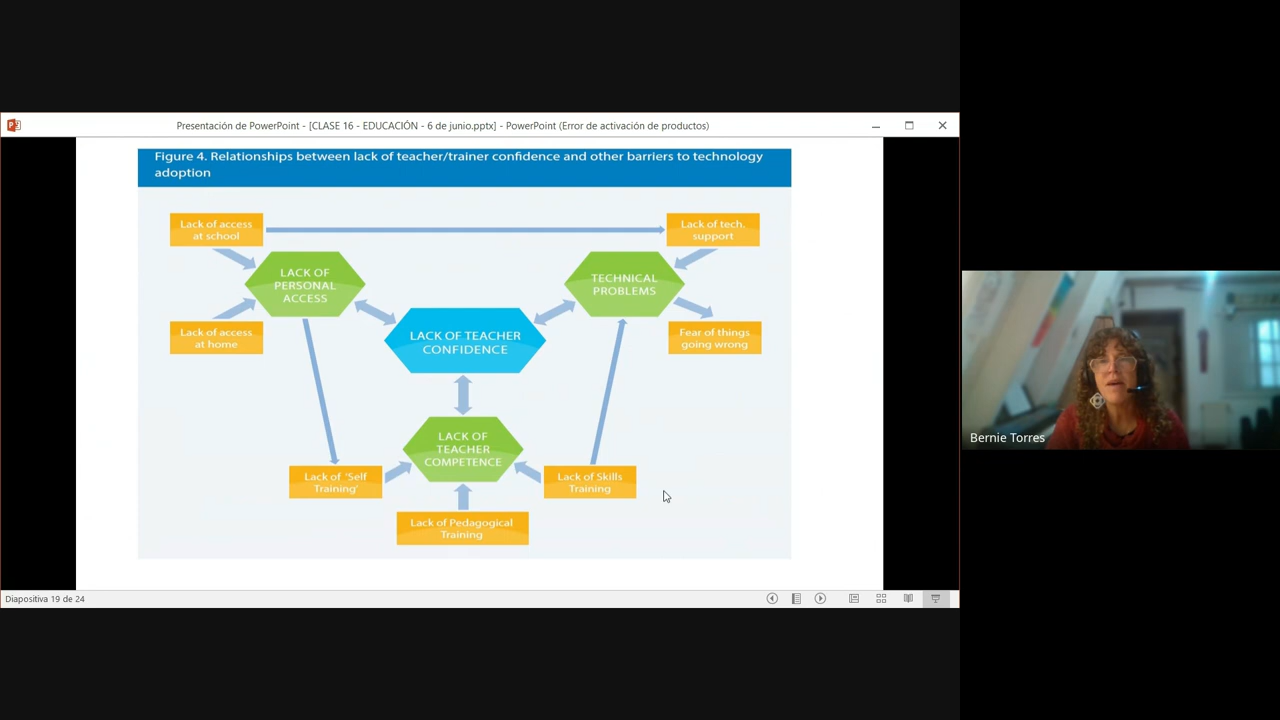 Presentación de PowerPoint - [CLASE 16 - EDUCACIÓN - 6 de junio.pptx] - PowerPoint (Error de activación de productos)
Figure 4. Relationships between lack of teacher/trainer confidence and other barriers to technology
adoption
Lack of access
at school
Lack of tech.
support
LACK OF
PERSONAL
ACCESS
TECHNICAL
PROBLEMS
Lack of access
at home
LACK OF TEACHER
CONFIDENCE
Fear of things
going wrong
LACK OF
TEACHER
COMPETENCE
Lack of 'Self
Training'
Lack of Skills
Training
Lack of Pedagogical
Training
Bernie Torres
Diapositiva 19 de 24